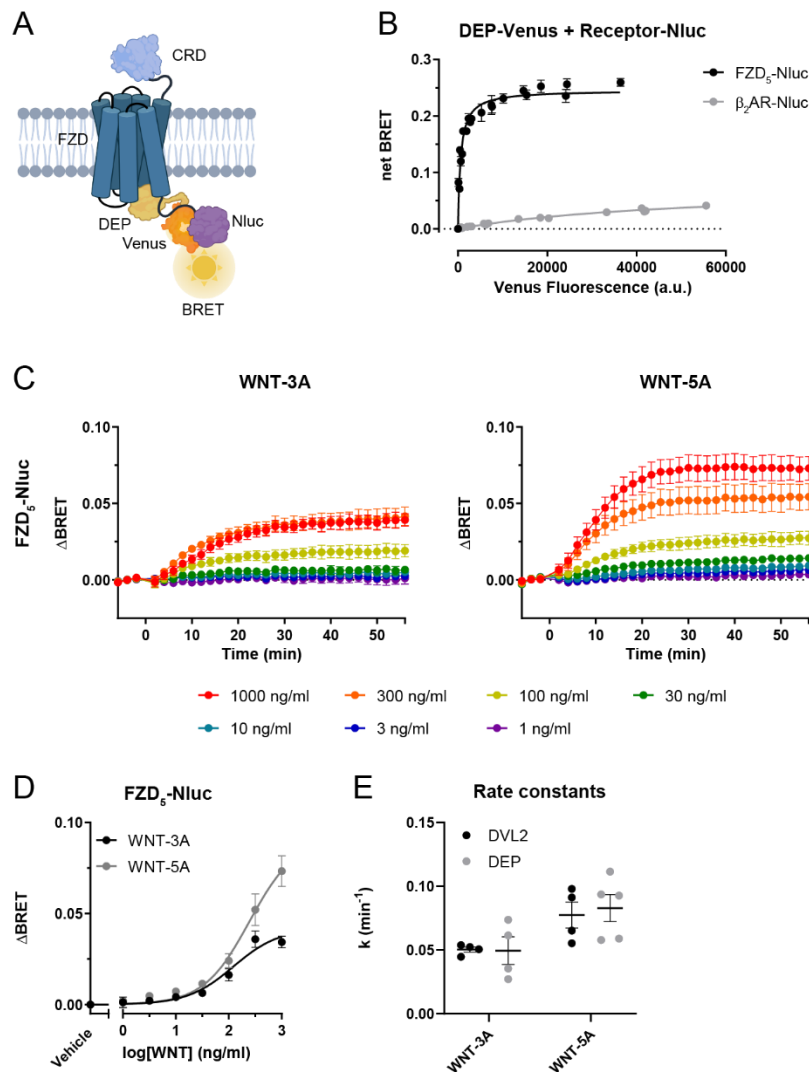 A
CRD
FZD
DEP
Venus
Nluc
BRET
B
DEP-Venus + Receptor-Nluc
net BRET
0.3
0.2
0.1
0.0
0
20000
40000
60000
Venus Fluorescence (a.u.)
FZD5-Nluc
β2AR-Nluc
C
WNT-3A
WNT-5A
FZD5-Nluc
ΔBRET
0.10
0.05
0.00
0
10
20
30
40
50
Time (min)
ΔBRET
0.10
0.05
0.00
0
10
20
30
40
50
Time (min)
1000 ng/ml
300 ng/ml
100 ng/ml
30 ng/ml
10 ng/ml
3 ng/ml
1 ng/ml
D
FZD5-Nluc
ΔBRET
0.10
0.05
0.00
WNT-3A
WNT-5A
Vehicle
0
1
2
3
log[WNT] (ng/ml)
E
Rate constants
k (min-1)
0.15
0.10
0.05
0.00
DVL2
DEP
WNT-3A
WNT-5A